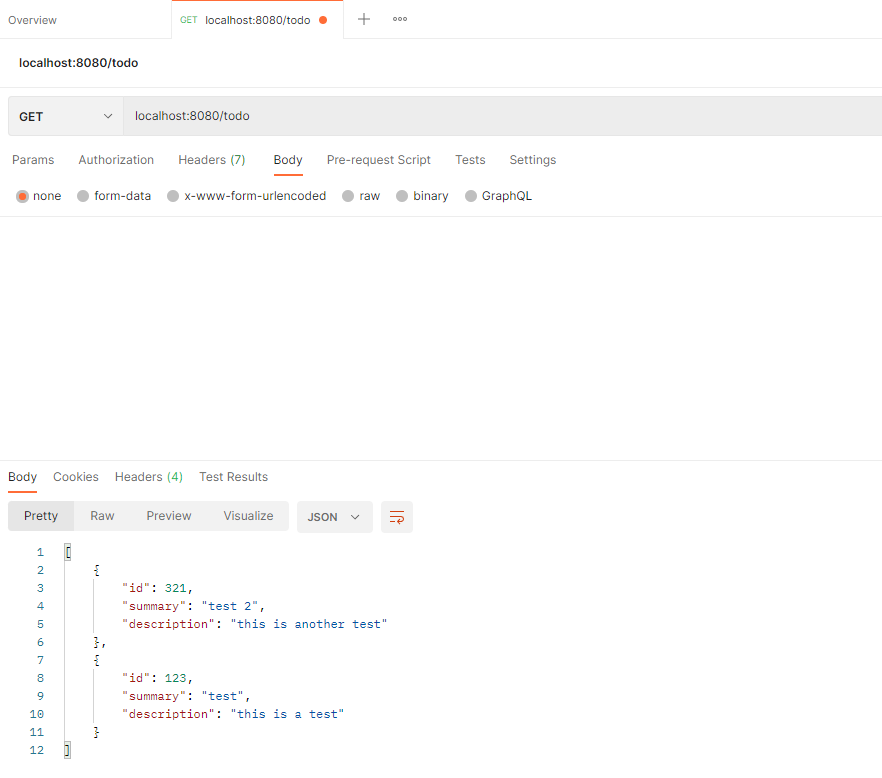 Overview GET localhost:8080/todo
localhost:8080/todo
GET localhost:8080/todo
Params Authorization Headers (7) Body Pre-request Script Tests Settings
none form-data x-www-form-urlencoded raw binary GraphQL
Body Cookies Headers (4) Test Results
Pretty Raw Preview Visualize JSON
1 [
2 {
3 "id": 321,
4 "summary": "test 2",
5 "description": "this is another test"
6 },
7 {
8 "id": 123,
9 "summary": "test",
10 "description": "this is a test"
11 }
12 ]